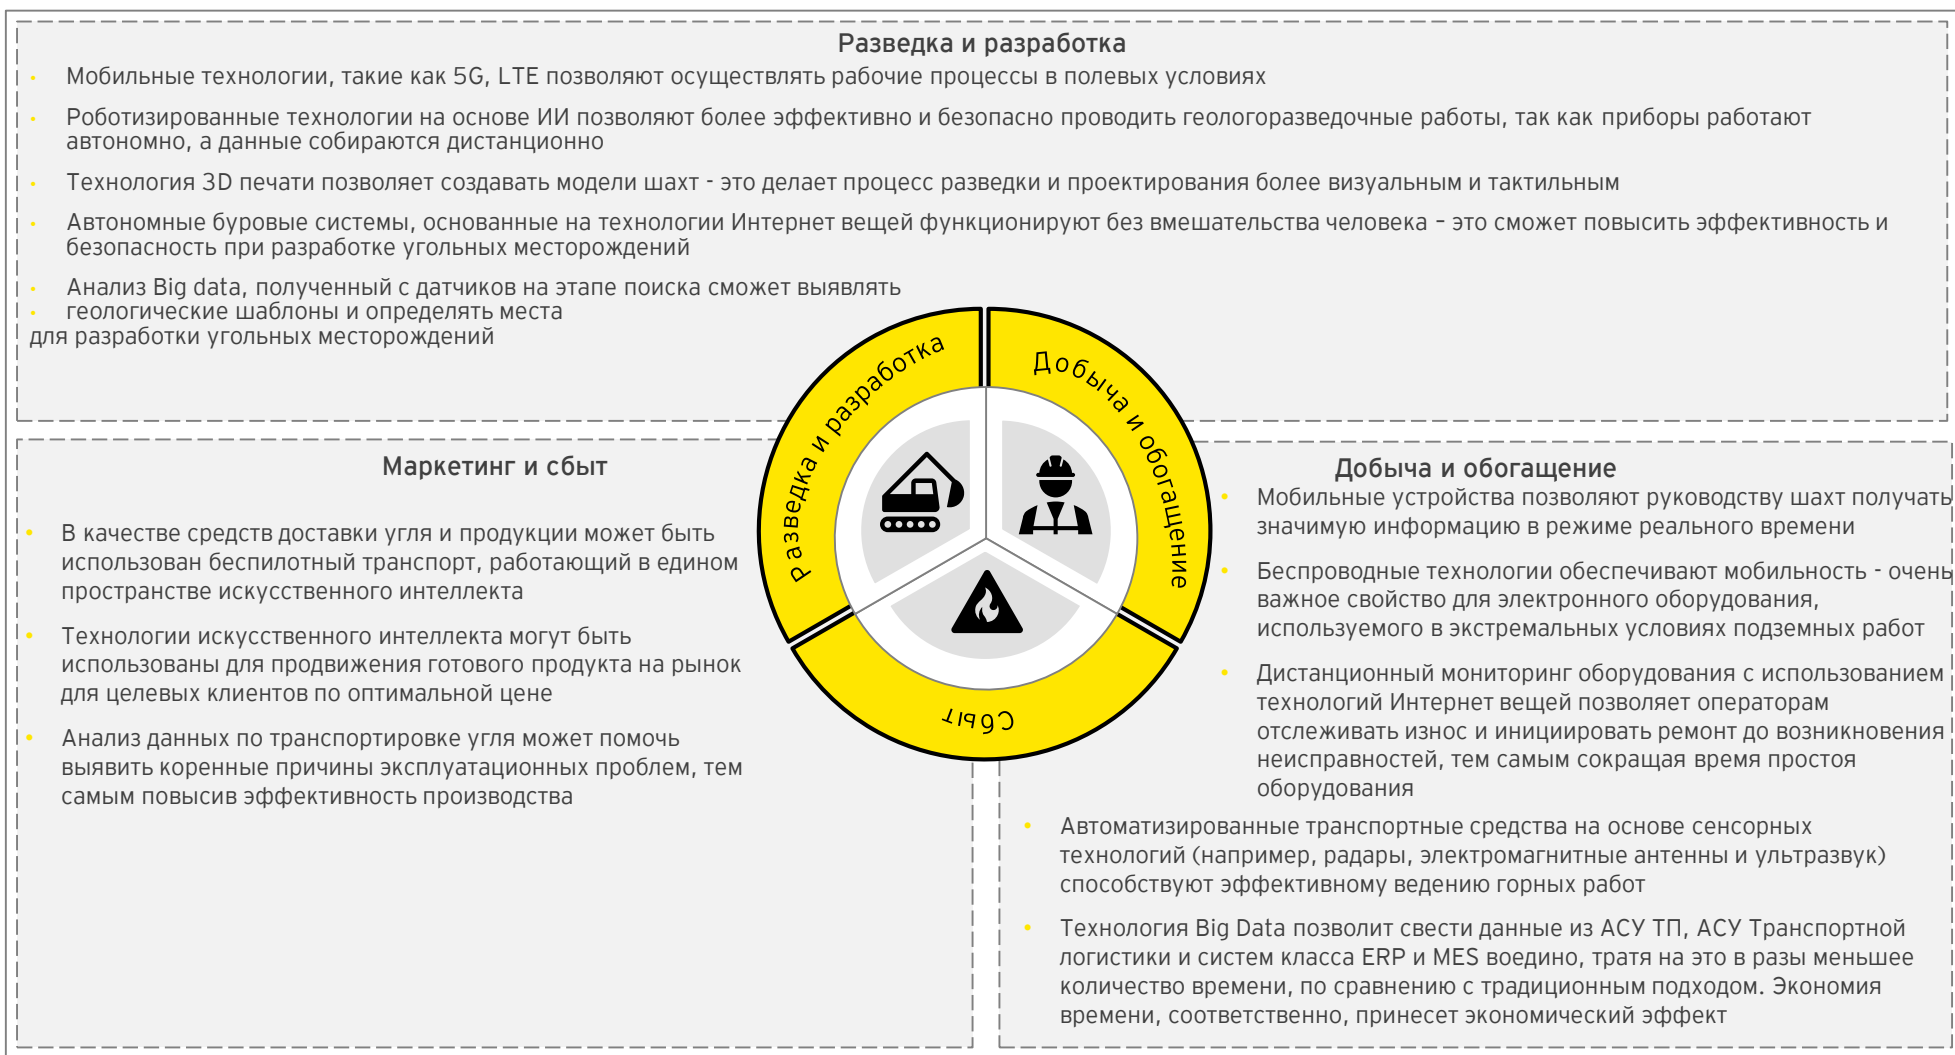 Разведка и разработка
• Мобильные технологии, такие как 5G, LTE позволяют осуществлять рабочие процессы в полевых условиях
• Роботизированные технологии на основе ИИ позволяют более эффективно и безопасно проводить геологоразведочные работы, так как приборы работают
автономно, а данные собираются дистанционно
• Технология 3D печати позволяет создавать модели шахт - это делает процесс разведки и проектирования более визуальным и тактильным
• Автономные буровые системы, основанные на технологии Интернет вещей функционируют без вмешательства человека – это сможет повысить эффективность и
безопасность при разработке угольных месторождений
• Анализ Big data, полученный с датчиков на этапе поиска сможет выявлять
• геологические шаблоны и определять места
для разработки угольных месторождений
Разведка и разработка
Добыча и обогащение
Сбыт
Маркетинг и сбыт
• В качестве средств доставки угля и продукции может быть
использован беспилотный транспорт, работающий в едином
пространстве искусственного интеллекта
• Технологии искусственного интеллекта могут быть
использованы для продвижения готового продукта на рынок
для целевых клиентов по оптимальной цене
• Анализ данных по транспортировке угля может помочь
выявить коренные причины эксплуатационных проблем, тем
самым повысив эффективность производства
Добыча и обогащение
• Мобильные устройства позволяют руководству шахт получать
значимую информацию в режиме реального времени
• Беспроводные технологии обеспечивают мобильность - очень
важное свойство для электронного оборудования,
используемого в экстремальных условиях подземных работ
• Дистанционный мониторинг оборудования с использованием
технологий Интернет вещей позволяет операторам
отслеживать износ и инициировать ремонт до возникновения
неисправностей, тем самым сокращая время простоя
оборудования
• Автоматизированные транспортные средства на основе сенсорных
технологий (например, радары, электромагнитные антенны и ультразвук)
способствуют эффективному ведению горных работ
• Технология Big Data позволит свести данные из АСУ ТП, АСУ Транспортной
логистики и систем класса ERP и MES воедино, тратя на это в разы меньшее
количество времени, по сравнению с традиционным подходом. Экономия
времени, соответственно, принесет экономический эффект